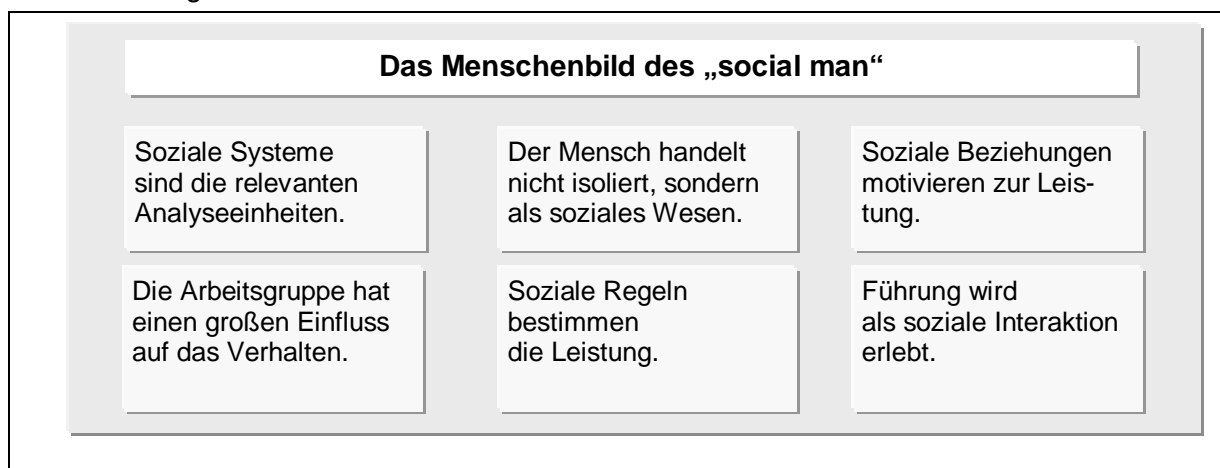 Das Menschenbild des „social man“
Soziale Systeme
sind die relevanten
Analyseeinheiten.
Der Mensch handelt
nicht isoliert, sondern
als soziales Wesen.
Soziale Beziehungen
motivieren zur Leis-
tung.
Die Arbeitsgruppe hat
einen großen Einfluss
auf das Verhalten.
Soziale Regeln
bestimmen
die Leistung.
Führung wird
als soziale Interaktion
erlebt.